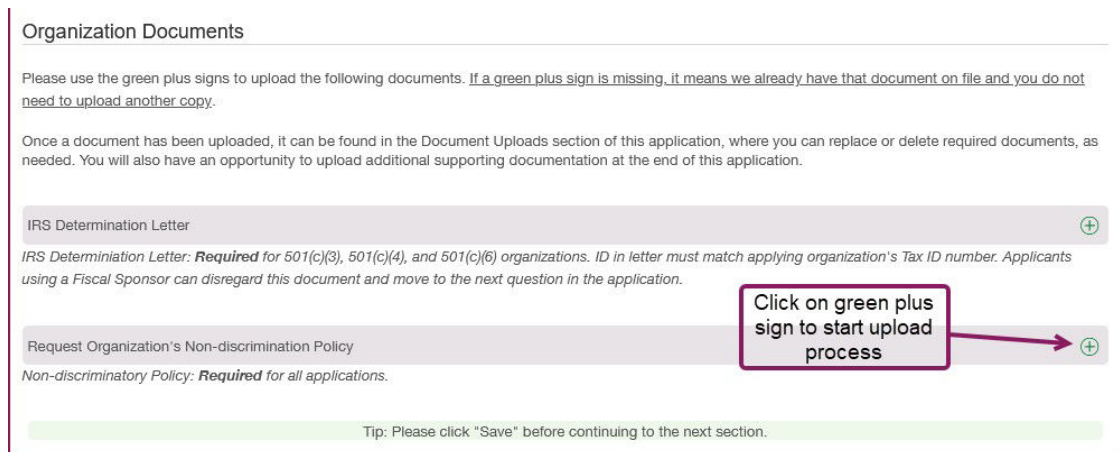 Organization Documents
Please use the green plus signs to upload the following documents. If a green plus sign is missing, it means we already have that document on file and you do not
need to upload another copy.
Once a document has been uploaded, it can be found in the Document Uploads section of this application, where you can replace or delete required documents, as
needed. You will also have an opportunity to upload additional supporting documentation at the end of this application.
IRS Determination Letter
IRS Determiniation Letter: Required for 501(c)(3), 501(c)(4), and 501(c)(6) organizations. ID in letter must match applying organization's Tax ID number. Applicants
using a Fiscal Sponsor can disregard this document and move to the next question in the application.
Click on green plus
sign to start upload
process
Request Organization's Non-discrimination Policy
Non-discriminatory Policy: Required for all applications.
Tip: Please click "Save" before continuing to the next section.